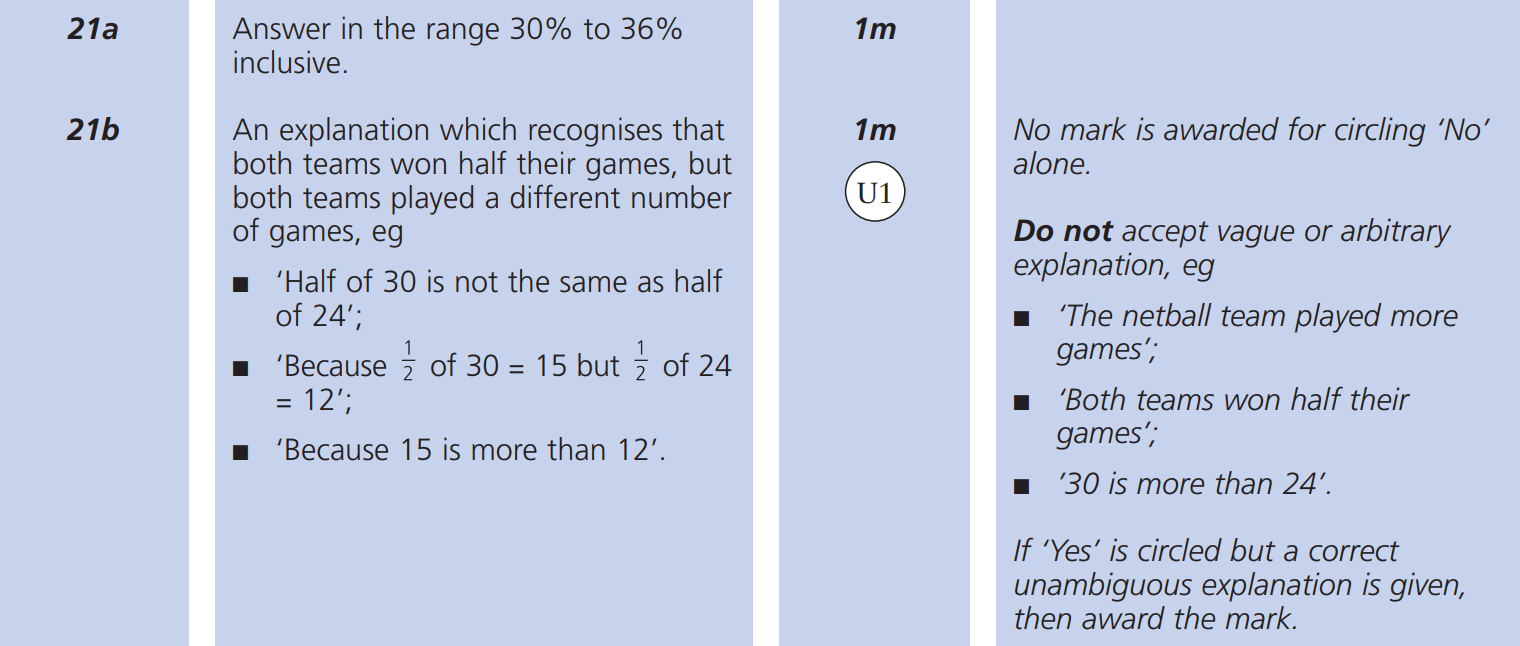 21a
Answer in the range 30% to 36%
inclusive.
1m
21b
An explanation which recognises that
both teams won half their games, but
both teams played a different number
of games, eg
■ ‘Half of 30 is not the same as half
of 24’;
■ ‘Because 1/2 of 30 = 15 but 1/2 of 24
= 12’;
■ ‘Because 15 is more than 12’.
1m
U1
No mark is awarded for circling ‘No’
alone.
Do not accept vague or arbitrary
explanation, eg
■ ‘The netball team played more
games’;
■ ‘Both teams won half their
games’;
■ ‘30 is more than 24’.
If ‘Yes’ is circled but a correct
unambiguous explanation is given,
then award the mark.